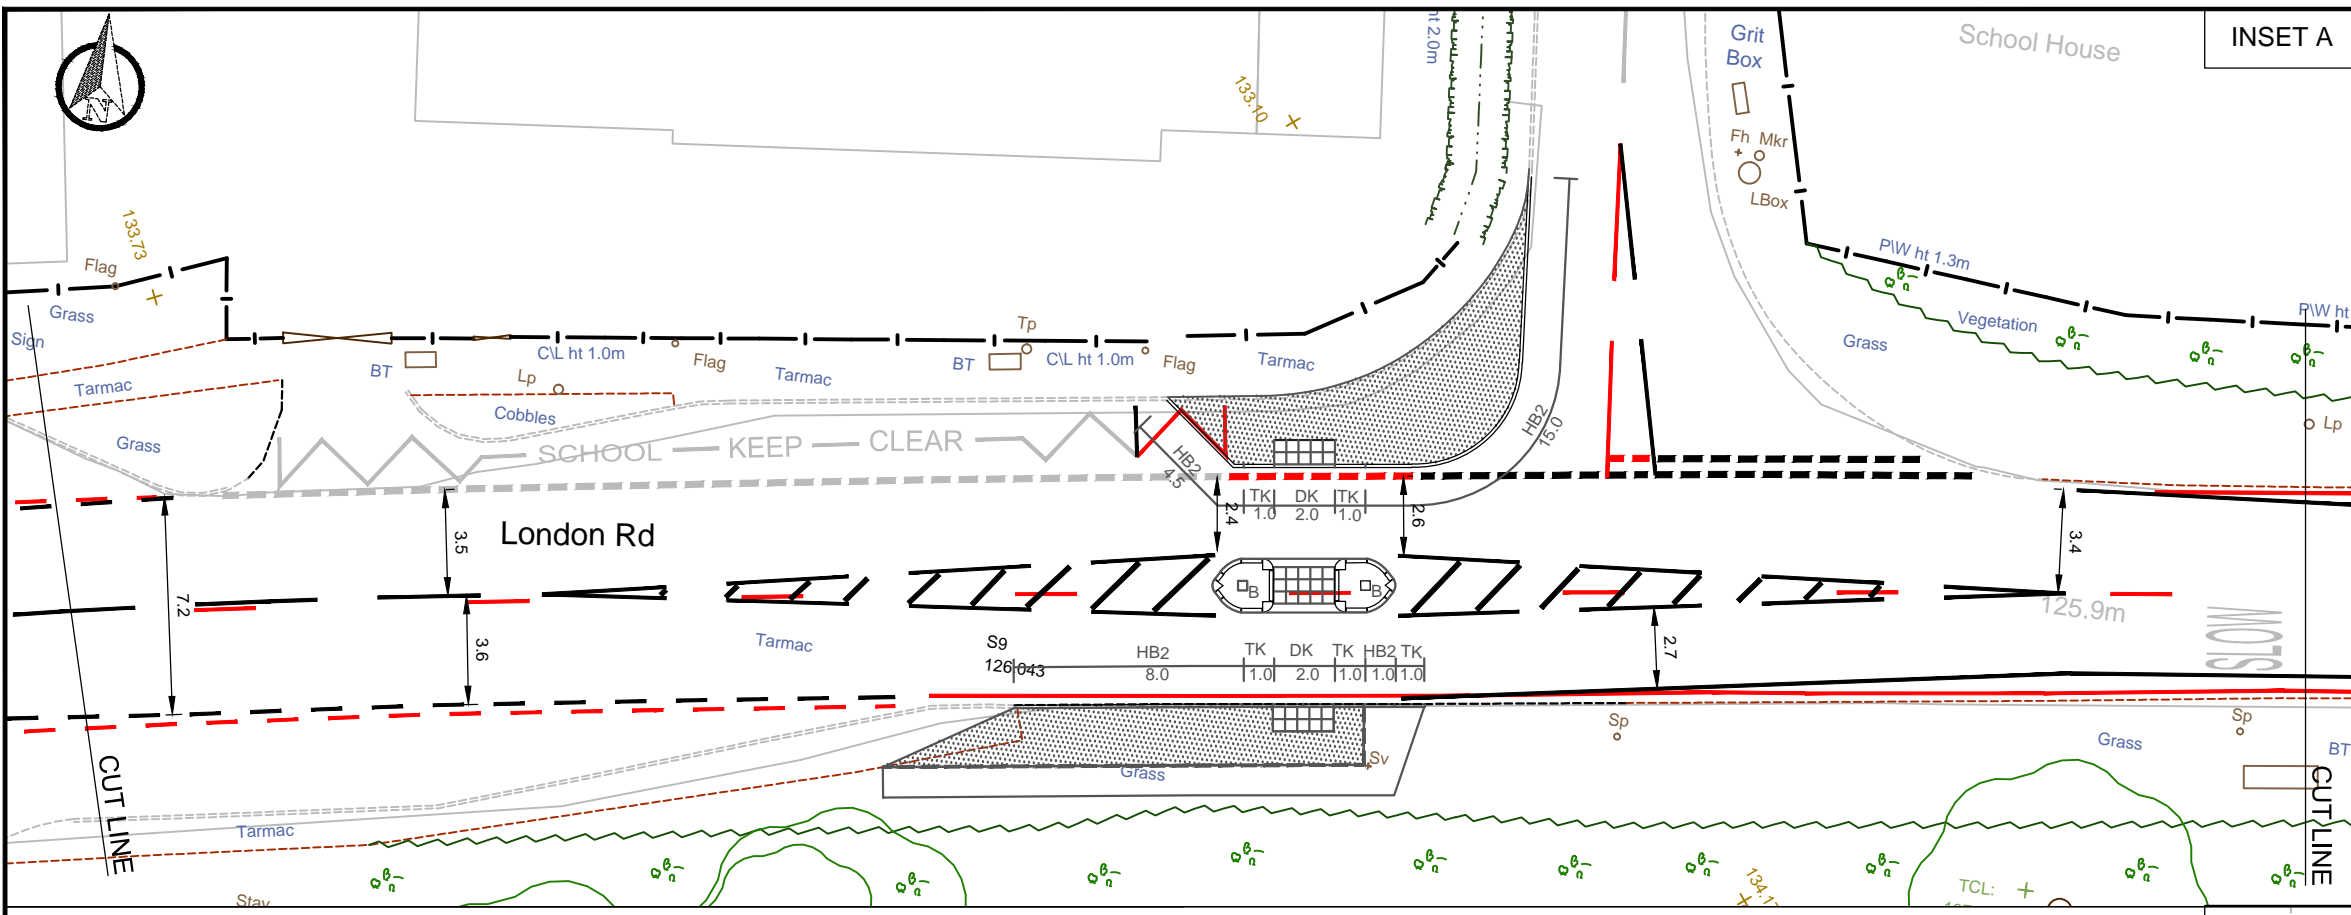 INSET A
School House
Grit
Box
ht 2.0m
133.10
Fh Mkr
LBox
133.73
Flag
Grass
Sign
P\W ht 1.3m
P\W ht
Tp
C\L ht 1.0m
BT
Flag
Tarmac
BT
C\L ht 1.0m
Flag
Tarmac
Vegetation
Grass
Tarmac
Lp
Cobbles
Grass
SCHOOL KEEP CLEAR
HB2
4.5
HB2
15.0
Lp
TK DK TK
1.0 2.0 1.0
2.4
2.6
3.5
London Rd
3.4
7.2
B
B
125.9m
SLOW
3.6
Tarmac
S9
126.043
HB2 TK DK TK HB2 TK
8.0 1.0 2.0 1.0 1.0 1.0
2.7
Sp
Sp
Grass
BT
Sv
Grass
CUT LINE
CUT LINE
Tarmac
TCL:
Stay